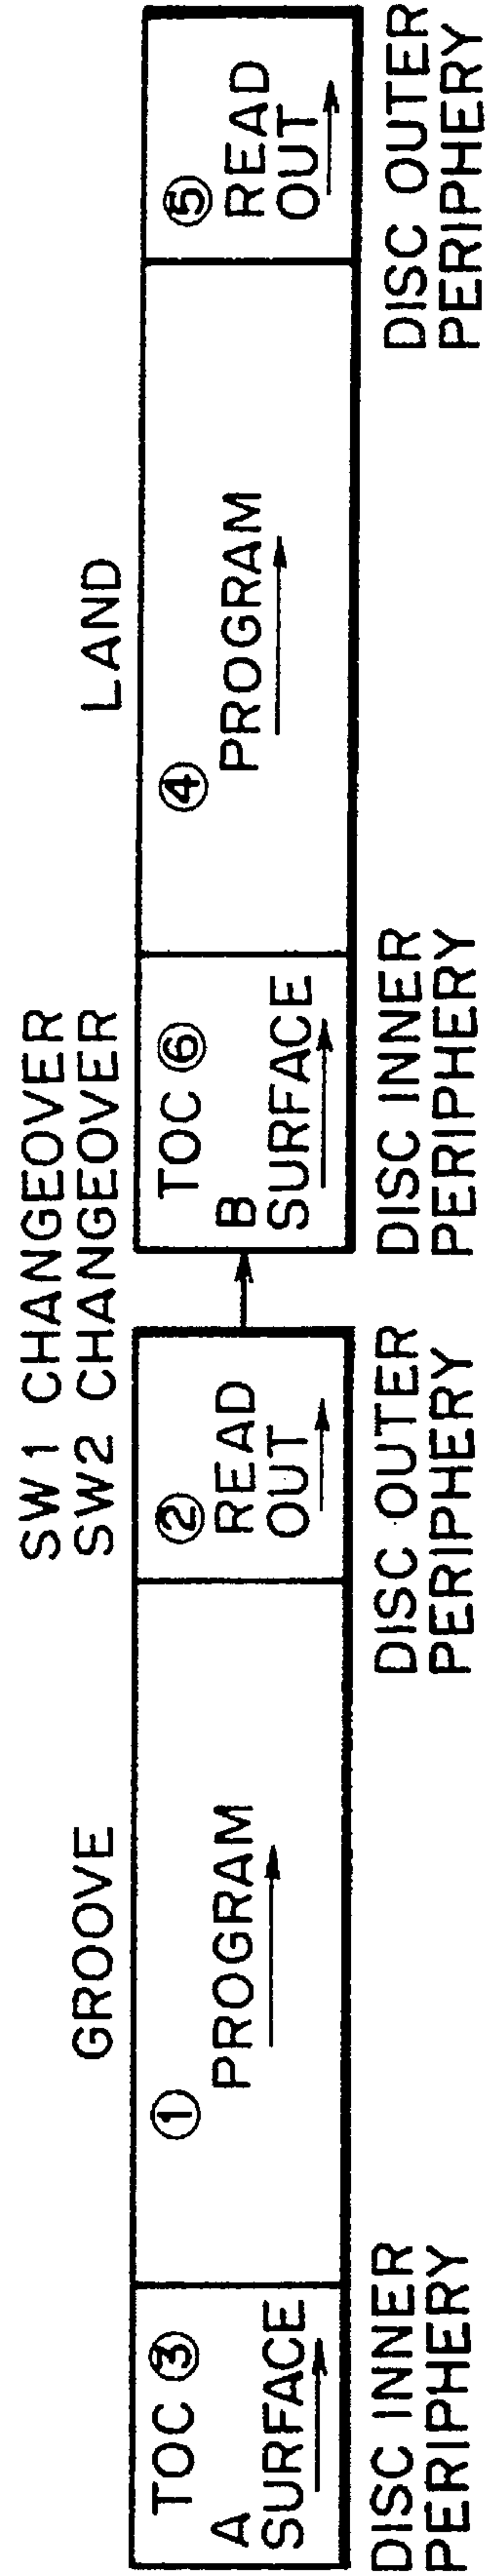 GROOVE
SW1 CHANGEOVER
SW2 CHANGEOVER
LAND
TOC ③
A
SURFACE
①
PROGRAM
②
READ
OUT
TOC ⑥
B
SURFACE
④
PROGRAM
⑤
READ
OUT
DISC INNER
PERIPHERY
DISC OUTER
PERIPHERY
DISC INNER
PERIPHERY
DISC OUTER
PERIPHERY